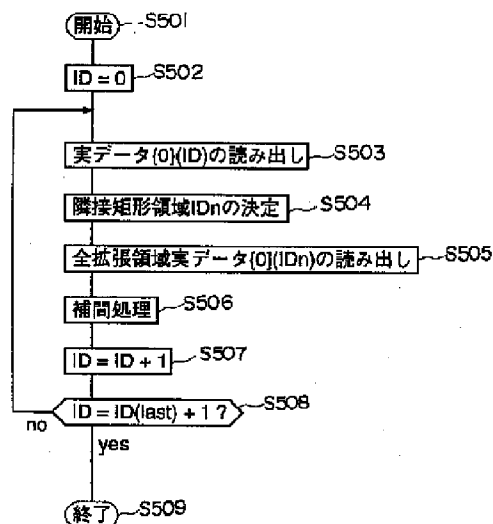 開始 S501
ID = 0 S502
実データ{0}(ID)の読み出し S503
隣接矩形領域IDnの決定 S504
全拡張領域実データ{0}(IDn)の読み出し S505
補間処理 S506
ID = ID + 1 S507
ID = ID(last) + 1 ? S508
no
yes
終了 S509